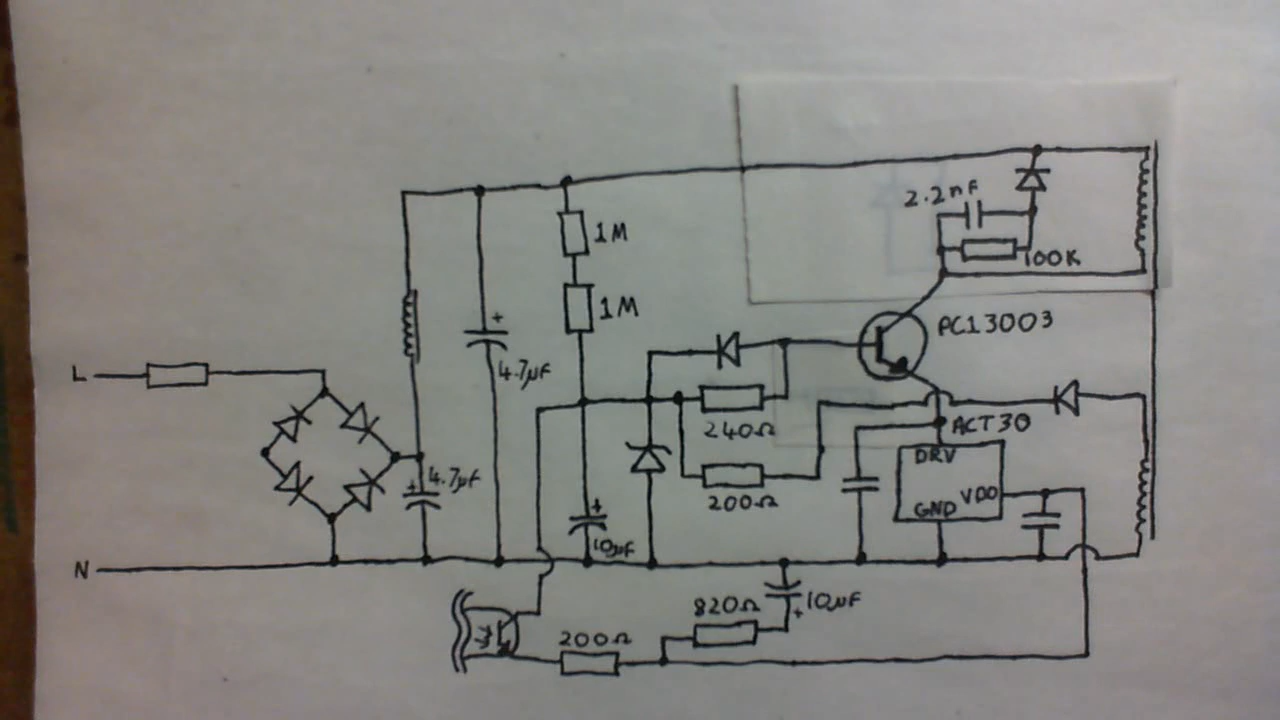 2.2nF
100K
1M
1M
PC13003
4.7µF
L
240Ω
ACT30
DRV
4.7µF
200Ω
VDD
GND
10µF
N
820Ω
10µF
200Ω
+
+
+
+